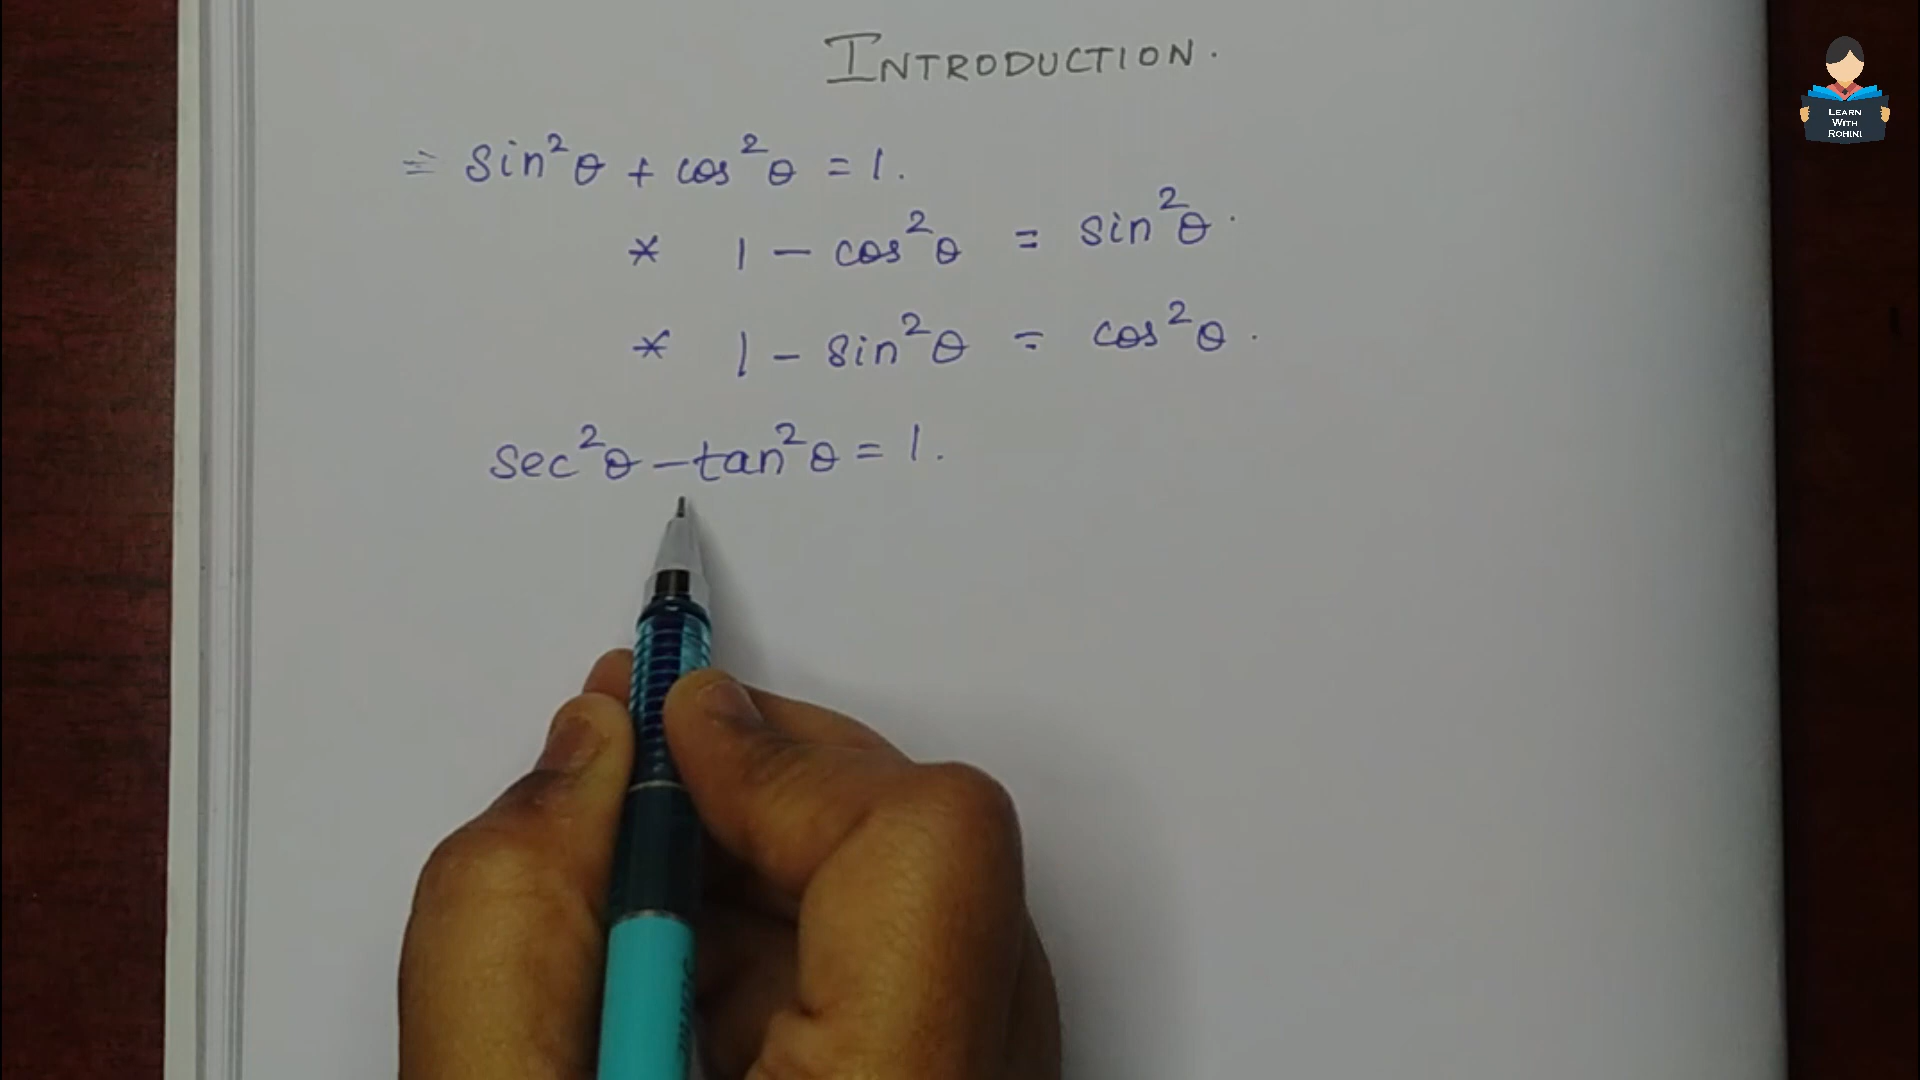 INTRODUCTION.
= sin²θ + cos²θ = 1.
* 1 - cos²θ = sin²θ.
* 1 - sin²θ = cos²θ.
sec²θ - tan²θ = 1.
LEARN
WITH
ROHINI